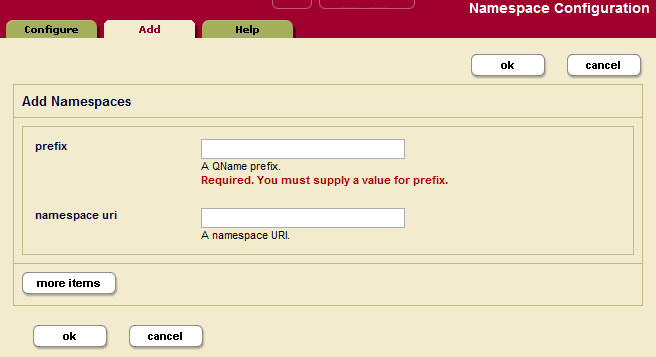 Namespace Configuration
Configure Add Help
ok cancel
Add Namespaces
prefix
A QName prefix.
Required. You must supply a value for prefix.
namespace uri
A namespace URI.
more items
ok cancel